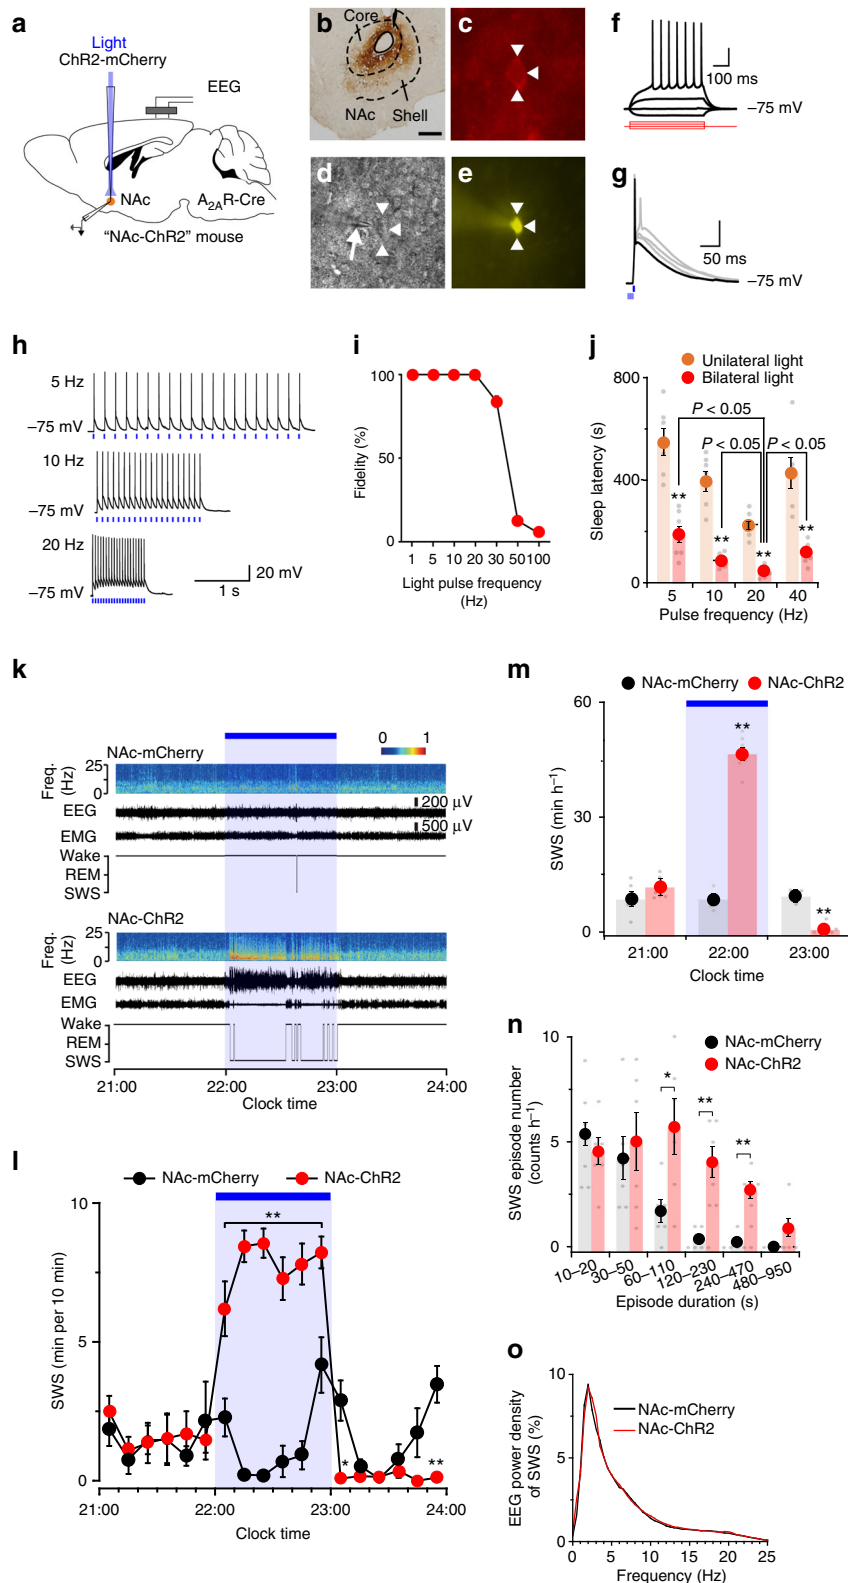 a
Light
ChR2-mCherry
EEG
NAc
A2AR-Cre
“NAc-ChR2” mouse
b
Core
NAc
Shell
c
d
e
f
100 ms
−75 mV
g
50 ms
−75 mV
h
5 Hz
−75 mV
10 Hz
−75 mV
20 Hz
−75 mV
20 mV
1 s
i
100
50
0
Fidelity (%)
1 5 10 20 30 50 100
Light pulse frequency
(Hz)
j
Unilateral light
Bilateral light
800
400
0
Sleep latency (s)
P < 0.05
P < 0.05
P < 0.05
**
**
**
**
5 10 20 40
Pulse frequency (Hz)
k
NAc-mCherry
0 1
Freq.
(Hz)
25
0
EEG
200 µV
EMG
500 µV
Wake
REM
SWS
NAc-ChR2
Freq.
(Hz)
25
0
EEG
EMG
Wake
REM
SWS
21:00 22:00 23:00 24:00
Clock time
l
NAc-mCherry NAc-ChR2
10
5
0
SWS (min per 10 min)
**
*
**
21:00 22:00 23:00 24:00
Clock time
m
NAc-mCherry NAc-ChR2
60
30
0
SWS (min h−1)
**
**
21:00 22:00 23:00
Clock time
n
NAc-mCherry
NAc-ChR2
10
5
0
SWS episode number
(counts h−1)
*
**
**
10–20 30–50 60–110 120–230 240–470 480–950
Episode duration (s)
o
NAc-mCherry
NAc-ChR2
10
5
0
EEG power density
of SWS (%)
0 5 10 15 20 25
Frequency (Hz)